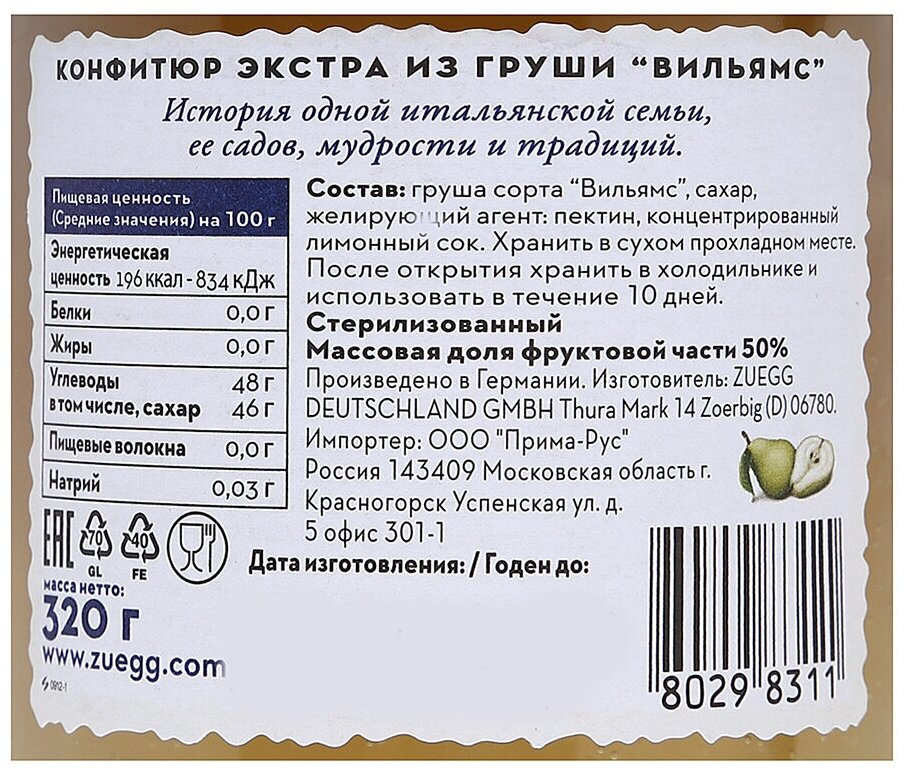 КОНФИТЮР ЭКСТРА ИЗ ГРУШИ “ВИЛЬЯМС”
История одной итальянской семьи,
ее садов, мудрости и традиций.
Пищевая ценность
(Средние значения) на 100 г
Энергетическая
ценность 196 ккал - 834 кДж
Белки 0,0 г
Жиры 0,0 г
Углеводы 48 г
в том числе, сахар 46 г
Пищевые волокна 0,0 г
Натрий 0,03 г
Состав: груша сорта “Вильямс”, сахар,
желирующий агент: пектин, концентрированный
лимонный сок. Хранить в сухом прохладном месте.
После открытия хранить в холодильнике и
использовать в течение 10 дней.
Стерилизованный
Массовая доля фруктовой части 50%
Произведено в Германии. Изготовитель: ZUEGG
DEUTSCHLAND GMBH Thura Mark 14 Zoerbig (D) 06780.
Импортер: ООО "Прима-Рус"
Россия 143409 Московская область г.
Красногорск Успенская ул. д.
5 офис 301-1
Дата изготовления: / Годен до:
EAC
70
GL
40
FE
масса нетто:
320 г
www.zuegg.com
0912-1
8029 8311